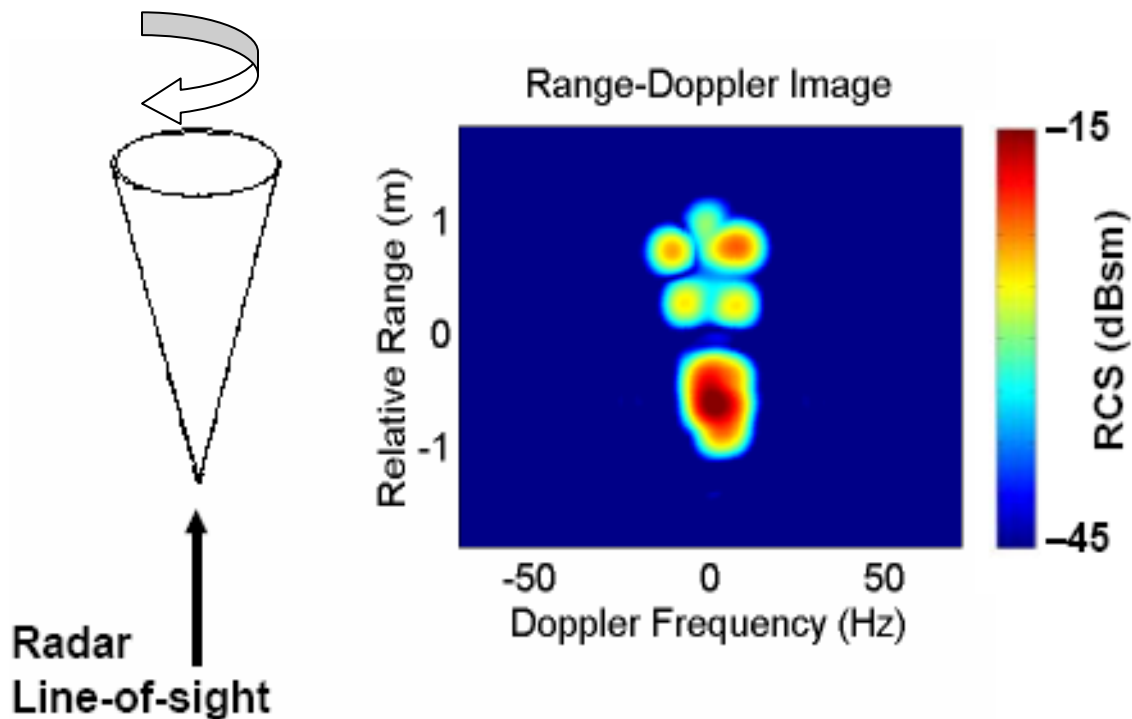 Radar
Line-of-sight
Range-Doppler Image
Relative Range (m)
1
0
-1
-50
0
50
Doppler Frequency (Hz)
–15
–45
RCS (dBsm)